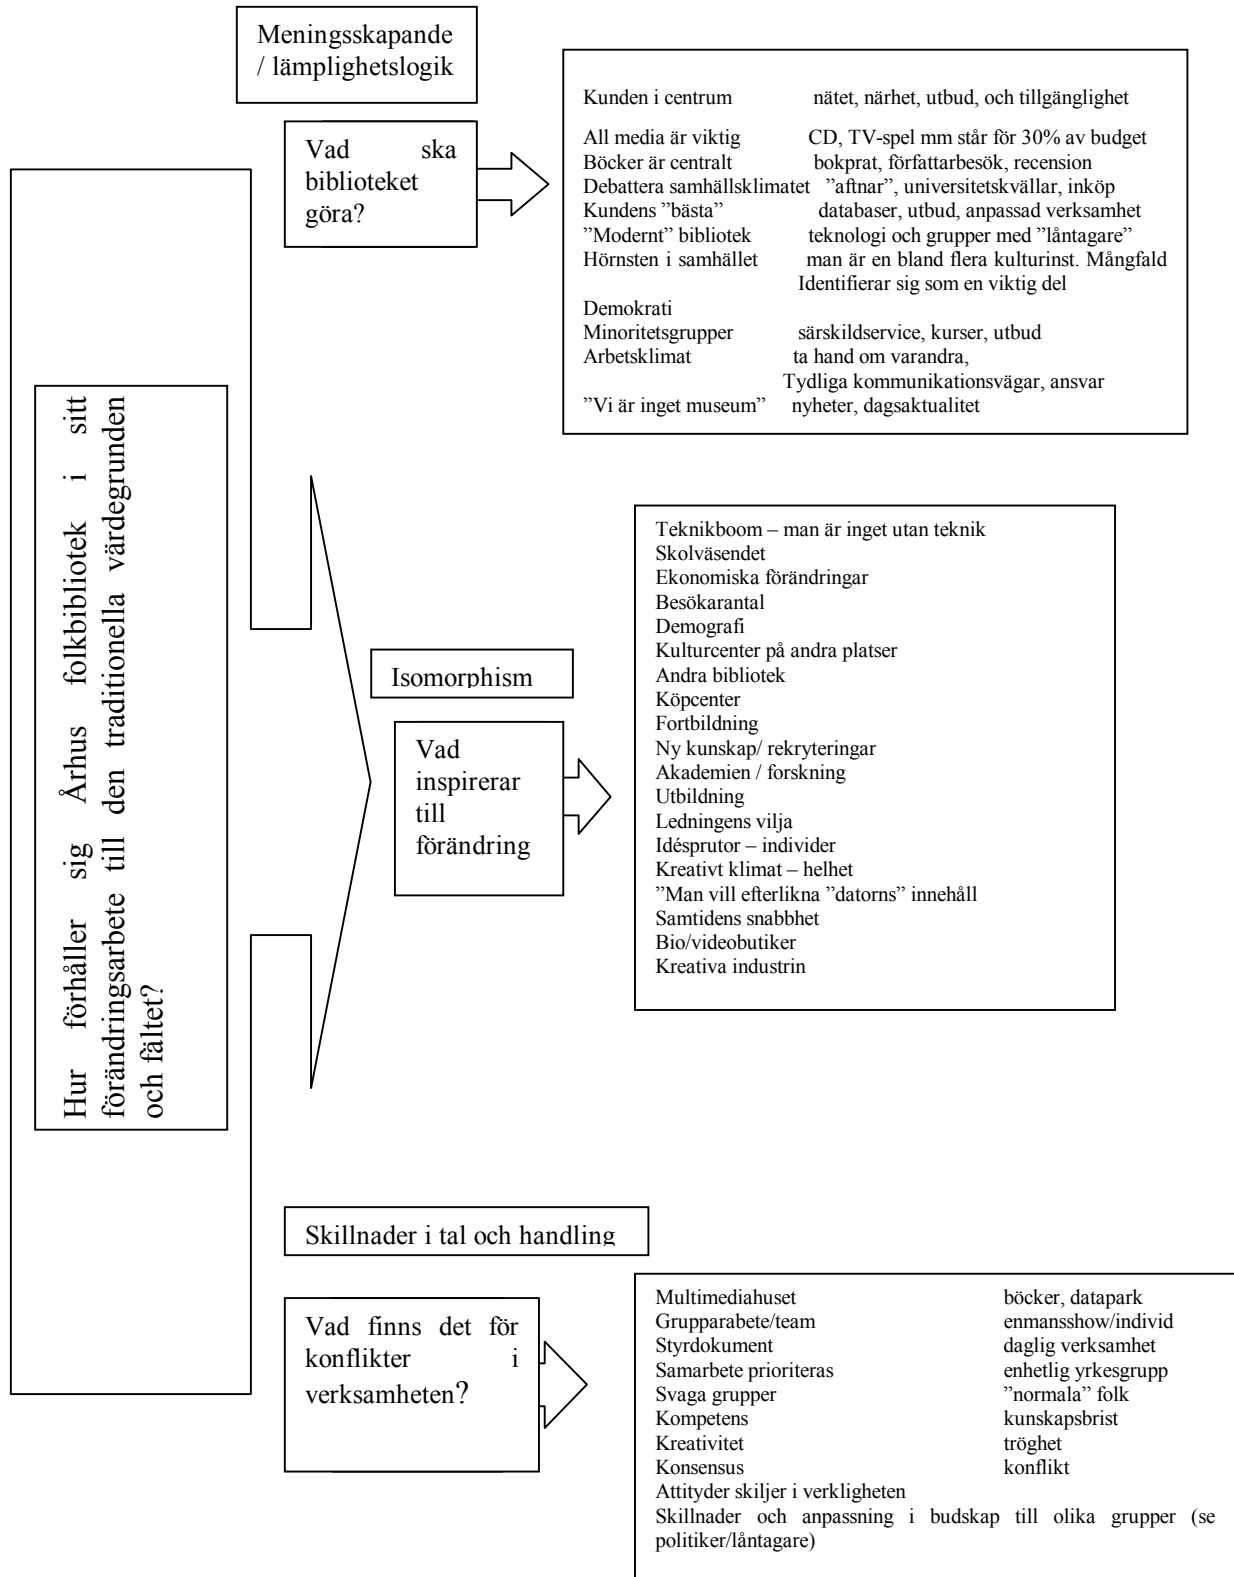 Meningsskapande
/ lämplighetslogik
Vad ska
biblioteket
göra?
Kunden i centrum nätet, närhet, utbud, och tillgänglighet
All media är viktig CD, TV-spel mm står för 30% av budget
Böcker är centralt bokprat, författarbesök, recension
Debattera samhällsklimatet ”aftnar”, universitetskvällar, inköp
Kundens ”bästa” databaser, utbud, anpassad verksamhet
”Modernt” bibliotek teknologi och grupper med ”låntagare”
Hörnsten i samhället man är en bland flera kulturinst. Mångfald
Identifierar sig som en viktig del
Demokrati
Minoritetsgrupper särskildservice, kurser, utbud
Arbetsklimat ta hand om varandra,
Tydliga kommunikationsvägar, ansvar
”Vi är inget museum” nyheter, dagsaktualitet
Hur förhåller sig Århus folkbibliotek i sitt
förändringsarbete till den traditionella värdegrunden
och fältet?
Isomorphism
Vad
inspirerar
till
förändring
Teknikboom – man är inget utan teknik
Skolväsendet
Ekonomiska förändringar
Besökarantal
Demografi
Kulturcenter på andra platser
Andra bibliotek
Köpcenter
Fortbildning
Ny kunskap/ rekryteringar
Akademien / forskning
Utbildning
Ledningens vilja
Idésprutor – individer
Kreativt klimat – helhet
”Man vill efterlikna ”datorns” innehåll
Samtidens snabbhet
Bio/videobutiker
Kreativa industrin
Skillnader i tal och handling
Vad finns det för
konflikter i
verksamheten?
Multimediahuset böcker, datapark
Grupparabete/team enmansshow/individ
Styrdokument daglig verksamhet
Samarbete prioriteras enhetlig yrkesgrupp
Svaga grupper ”normala” folk
Kompetens kunskapsbrist
Kreativitet tröghet
Konsensus konflikt
Attityder skiljer i verkligheten
Skillnader och anpassning i budskap till olika grupper (se
politiker/låntagare)